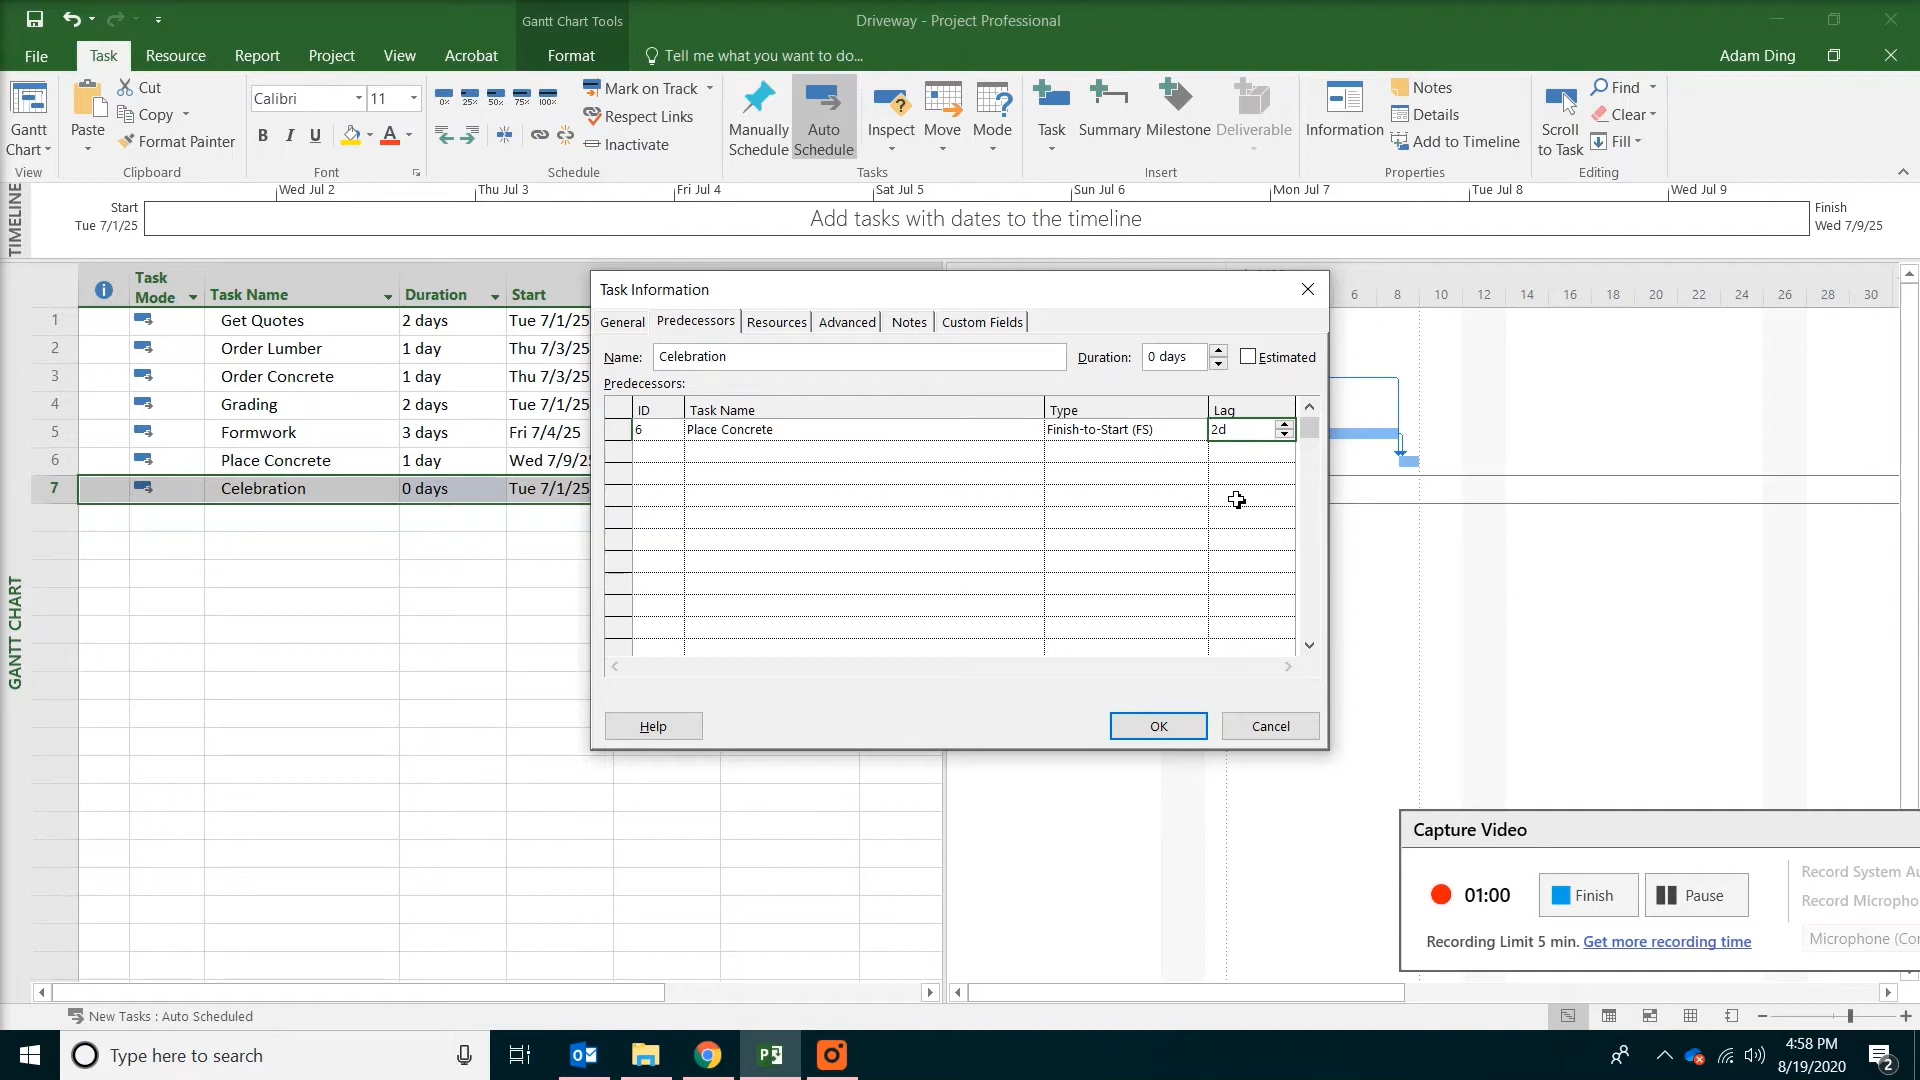 Gantt Chart Tools
Driveway - Project Professional
File
Task
Resource
Report
Project
View
Acrobat
Format
Tell me what you want to do...
Adam Ding
Gantt
Chart
View
Paste
Cut
Copy
Format Painter
Clipboard
Calibri
11
B I U
A
Font
0% 25% 50% 75% 100%
Mark on Track
Respect Links
Inactivate
Schedule
Manually
Schedule
Auto
Schedule
Inspect
Move
Mode
Tasks
Task
Summary
Milestone
Deliverable
Insert
Information
Notes
Details
Add to Timeline
Properties
Scroll
to Task
Find
Clear
Fill
Editing
TIMELINE
Wed Jul 2
Thu Jul 3
Fri Jul 4
Sat Jul 5
Sun Jul 6
Mon Jul 7
Tue Jul 8
Wed Jul 9
Start
Tue 7/1/25
Add tasks with dates to the timeline
Finish
Wed 7/9/25
GANTT CHART
Task
Mode
Task Name
Duration
Start
1 Get Quotes 2 days Tue 7/1/25
2 Order Lumber 1 day Thu 7/3/25
3 Order Concrete 1 day Thu 7/3/25
4 Grading 2 days Tue 7/1/25
5 Formwork 3 days Fri 7/4/25
6 Place Concrete 1 day Wed 7/9/25
7 Celebration 0 days Tue 7/1/25
6 8 10 12 14 16 18 20 22 24 26 28 30
Task Information
General
Predecessors
Resources
Advanced
Notes
Custom Fields
Name: Celebration
Duration: 0 days
Estimated
Predecessors:
ID Task Name Type Lag
6 Place Concrete Finish-to-Start (FS) 2d
Help
OK
Cancel
Capture Video
01:00
Finish
Pause
Record System Au
Record Micropho
Microphone (Cor
Recording Limit 5 min. Get more recording time
New Tasks : Auto Scheduled
Type here to search
4:58 PM
8/19/2020
2